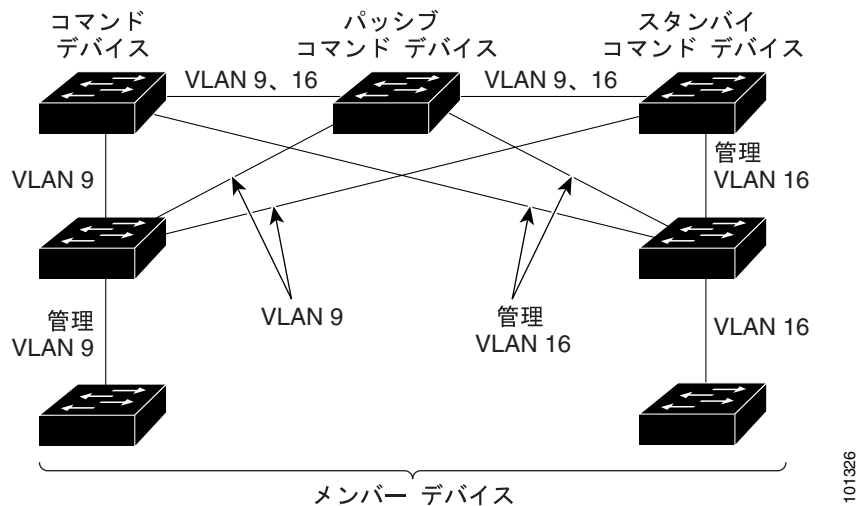 コマンド
デバイス
パッシブ
コマンド デバイス
スタンバイ
コマンド デバイス
VLAN 9、16
VLAN 9、16
VLAN 9
管理
VLAN 16
管理
VLAN 9
VLAN 9
管理
VLAN 16
VLAN 16
メンバー デバイス
101326